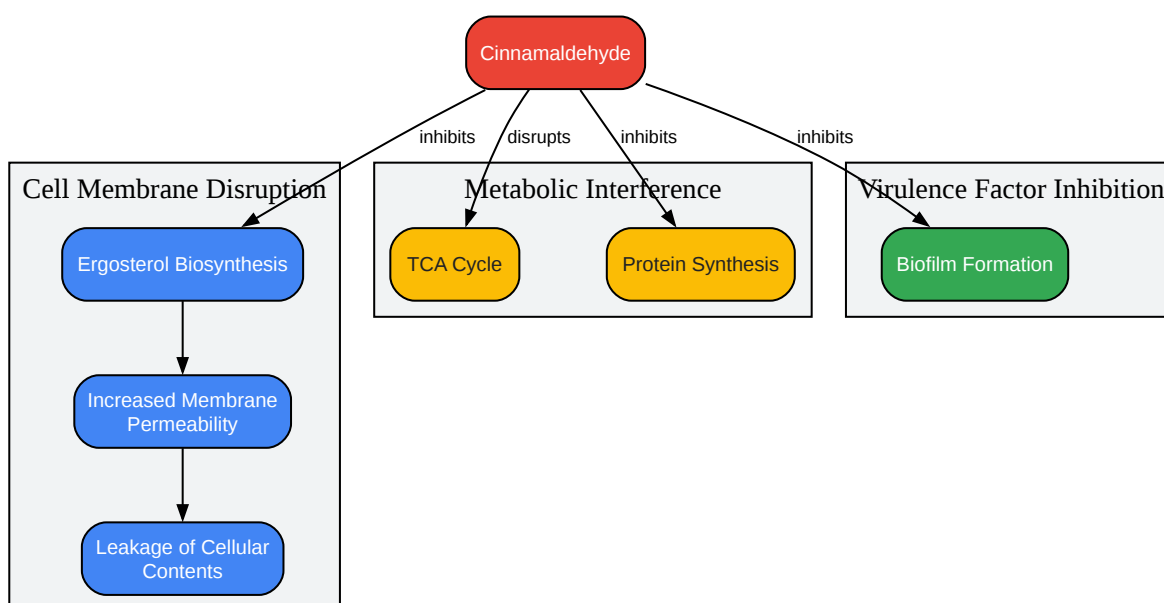 Cinnamaldehyde
inhibits
disrupts
inhibits
inhibits
Cell Membrane Disruption
Metabolic Interference
Virulence Factor Inhibition
Ergosterol Biosynthesis
TCA Cycle
Protein Synthesis
Biofilm Formation
Increased Membrane
Permeability
Leakage of Cellular
Contents